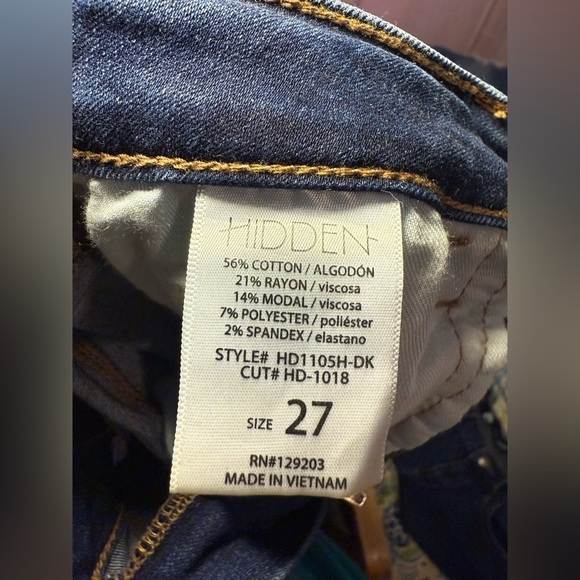 HIDDEN
56% COTTON / ALGODÓN
21% RAYON / viscosa
14% MODAL / viscosa
7% POLYESTER / poliéster
2% SPANDEX / elastano
STYLE# HD1105H-DK
CUT# HD-1018
SIZE 27
RN#129203
MADE IN VIETNAM